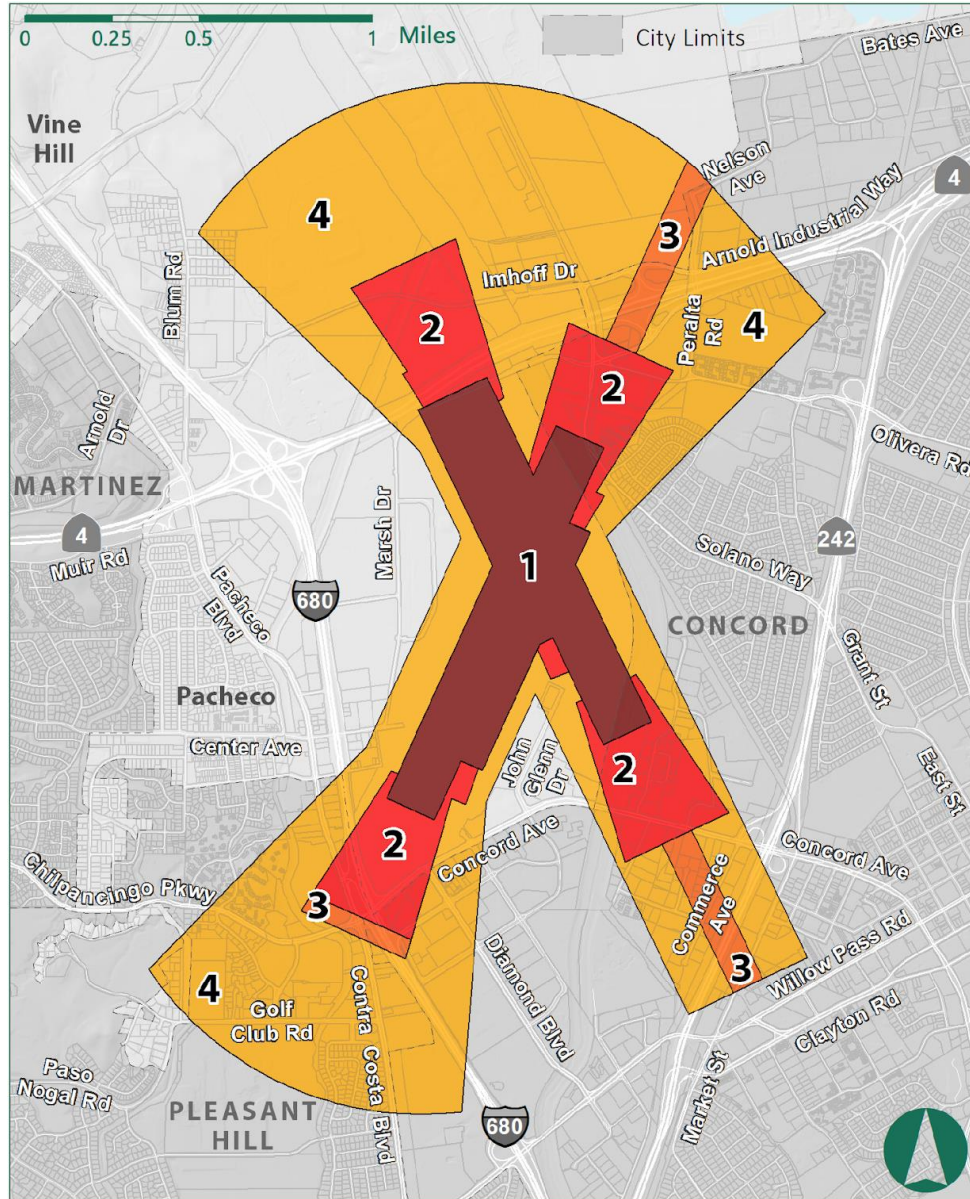 0 0.25 0.5 1 Miles
City Limits
Bates Ave
Vine
Hill
Nelson
Ave
4
4
3
Arnold Industrial Way
Imhoff Dr
Blum Rd
2
Peralta
Rd
4
2
Arnold
Dr
Olivera Rd
MARTINEZ
4
Marsh Dr
242
Muir Rd
1
Solano Way
680
Pacheco
Blvd
CONCORD
Grant St
Pacheco
Center Ave
John
Glenn
Dr
2
East St
2
Concord Ave
Concord Ave
Chilpancingo Pkwy
3
Commerce
Ave
Willow Pass Rd
3
4
Diamond Blvd
Contra Costa Blvd
Golf
Club Rd
Clayton Rd
Paso
Nogal Rd
Market St
PLEASANT
HILL
680